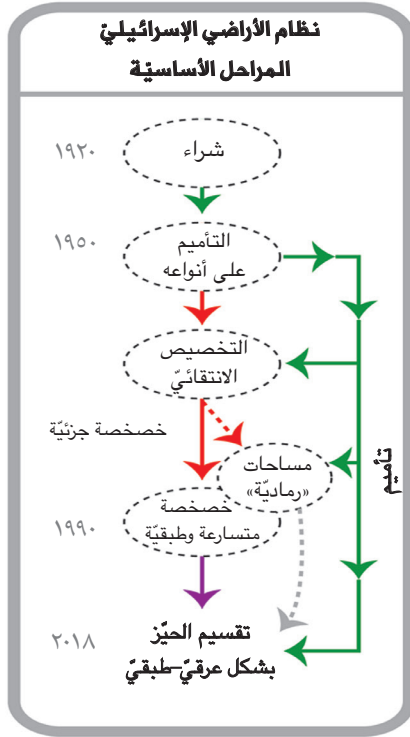 نظام الأراضي الإسرائيليّ
المراحل الأساسيّة
١٩٢٠
شراء
١٩٥٠
التأميم
على أنواعه
التخصيص
الانتقائيّ
خصخصة جزئيّة
مساحات
«رماديّة»
تأميم
١٩٩٠
خصخصة
متسارعة وطبقيّة
٢٠١٨
تقسيم الحيّز
بشكل عرقيّ–طبقيّ